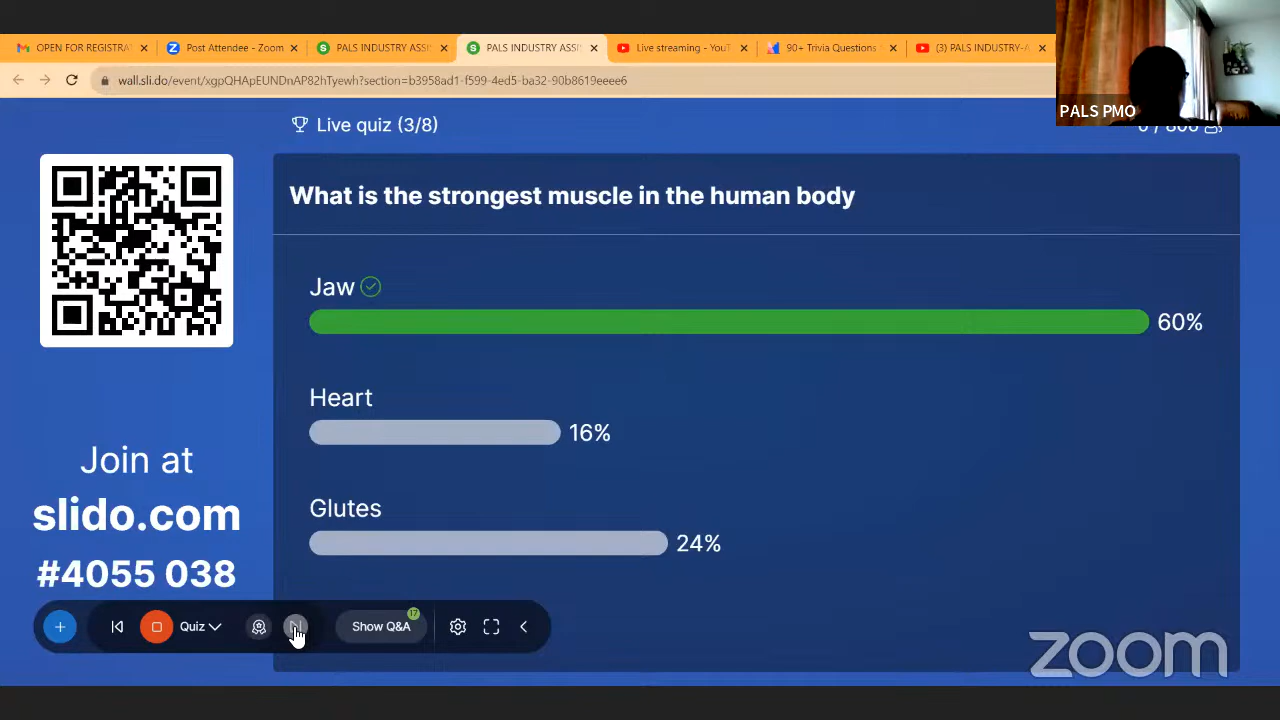 OPEN FOR REGISTRA
Post Attendee - Zoom
PALS INDUSTRY ASSI
PALS INDUSTRY ASSI
Live streaming - YouT
90+ Trivia Questions
(3) PALS INDUSTRY-A
wall.sli.do/event/xgpQHApEUNDnAP82hTyewh?section=b3958ad1-f599-4ed5-ba32-90b8619eeee6
PALS PMO
Live quiz (3/8)
What is the strongest muscle in the human body
Jaw
60%
Heart
16%
Glutes
24%
Join at
slido.com
#4055 038
Quiz
Show Q&A
17
zoom